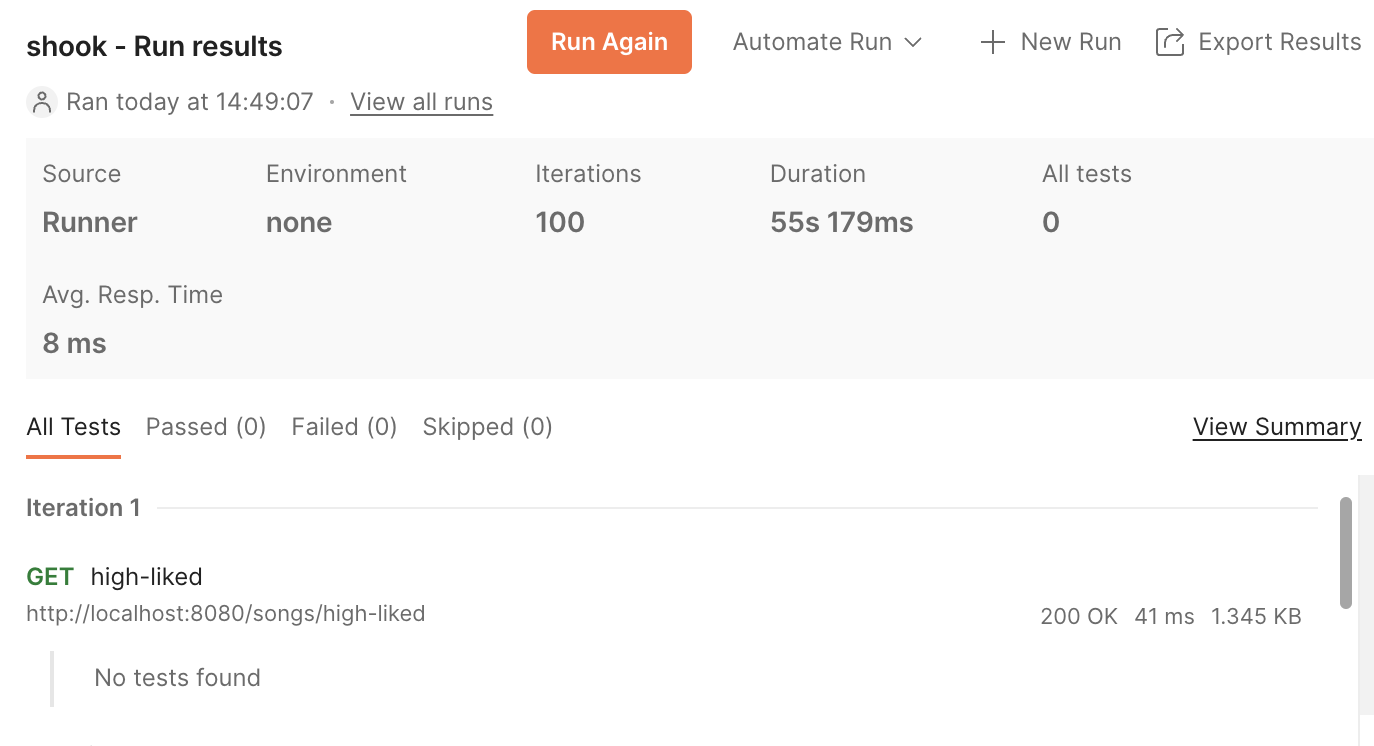 shook - Run results
Run Again
Automate Run
New Run
Export Results
Ran today at 14:49:07 · View all runs
Source Environment Iterations Duration All tests
Runner none 100 55s 179ms 0
Avg. Resp. Time
8 ms
All Tests Passed (0) Failed (0) Skipped (0) View Summary
Iteration 1
GET high-liked
http://localhost:8080/songs/high-liked
200 OK 41 ms 1.345 KB
No tests found